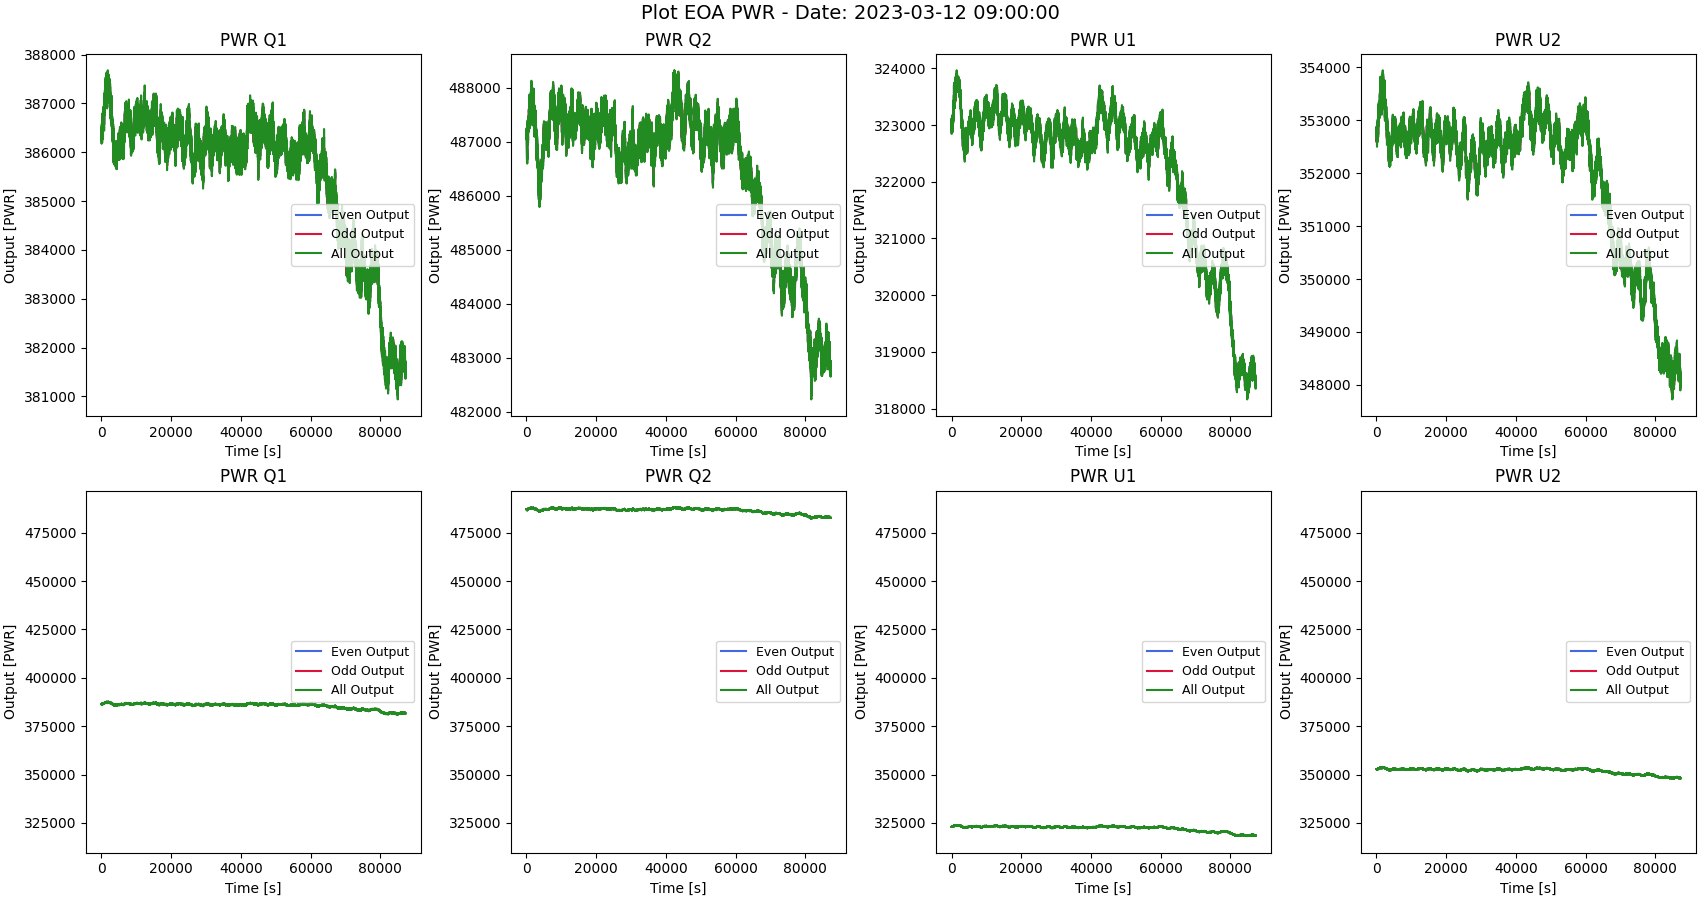 Plot EOA PWR - Date: 2023-03-12 09:00:00
PWR Q1
388000
387000
386000
385000
384000
383000
382000
381000
Output [PWR]
0 20000 40000 60000 80000
Time [s]
Even Output
Odd Output
All Output
PWR Q2
488000
487000
486000
485000
484000
483000
482000
Output [PWR]
0 20000 40000 60000 80000
Time [s]
Even Output
Odd Output
All Output
PWR U1
324000
323000
322000
321000
320000
319000
318000
Output [PWR]
0 20000 40000 60000 80000
Time [s]
Even Output
Odd Output
All Output
PWR U2
354000
353000
352000
351000
350000
349000
348000
Output [PWR]
0 20000 40000 60000 80000
Time [s]
Even Output
Odd Output
All Output
PWR Q1
475000
450000
425000
400000
375000
350000
325000
Output [PWR]
0 20000 40000 60000 80000
Time [s]
Even Output
Odd Output
All Output
PWR Q2
475000
450000
425000
400000
375000
350000
325000
Output [PWR]
0 20000 40000 60000 80000
Time [s]
Even Output
Odd Output
All Output
PWR U1
475000
450000
425000
400000
375000
350000
325000
Output [PWR]
0 20000 40000 60000 80000
Time [s]
Even Output
Odd Output
All Output
PWR U2
475000
450000
425000
400000
375000
350000
325000
Output [PWR]
0 20000 40000 60000 80000
Time [s]
Even Output
Odd Output
All Output